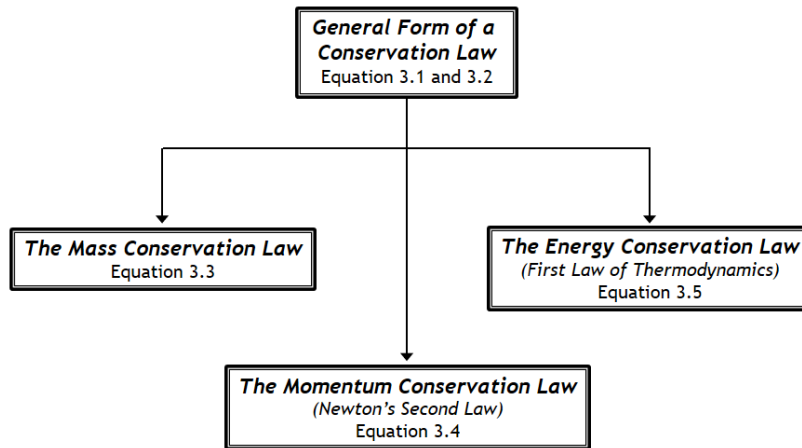 General Form of a
Conservation Law
Equation 3.1 and 3.2
The Mass Conservation Law
Equation 3.3
The Energy Conservation Law
(First Law of Thermodynamics)
Equation 3.5
The Momentum Conservation Law
(Newton’s Second Law)
Equation 3.4